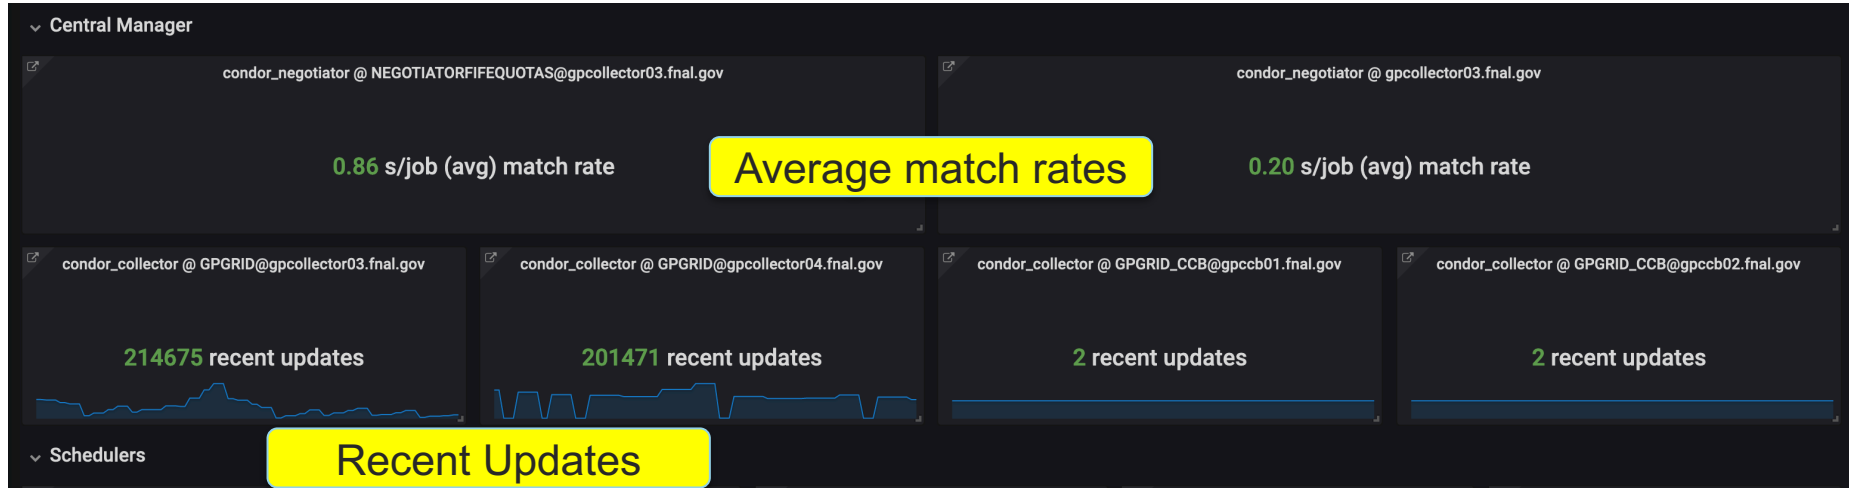 Central Manager
condor_negotiator @ NEGOTIATORFIFEQUOTAS@gpcollector03.fnal.gov
condor_negotiator @ gpcollector03.fnal.gov
0.86 s/job (avg) match rate
Average match rates
0.20 s/job (avg) match rate
condor_collector @ GPGRID@gpcollector03.fnal.gov
condor_collector @ GPGRID@gpcollector04.fnal.gov
condor_collector @ GPGRID_CCB@gpccb01.fnal.gov
condor_collector @ GPGRID_CCB@gpccb02.fnal.gov
214675 recent updates
201471 recent updates
2 recent updates
2 recent updates
Schedulers
Recent Updates